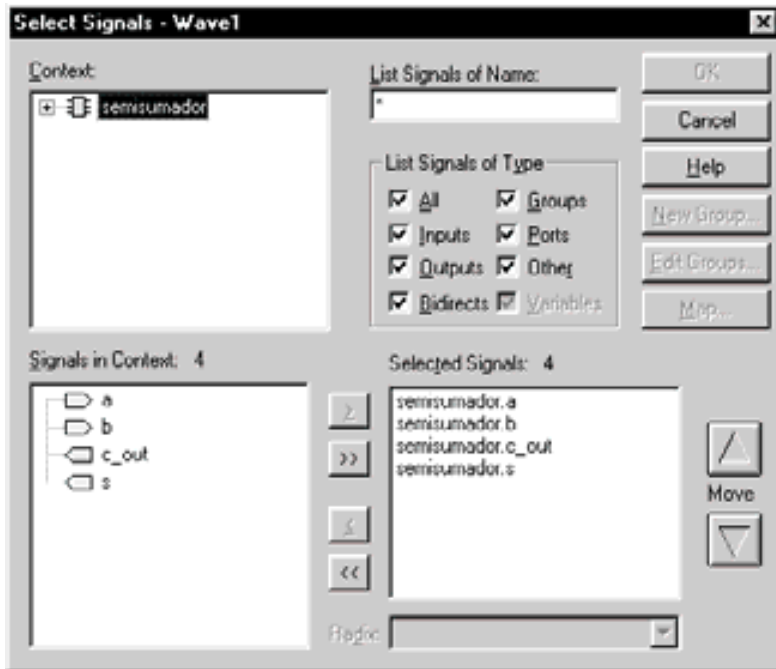 Select Signals - Wave1
Context:
semisumador
List Signals of Name:
*
List Signals of Type
All
Groups
Inputs
Ports
Outputs
Other
Bidirects
Variables
OK
Cancel
Help
New Group...
Edit Groups...
Map...
Signals in Context: 4
a
b
c_out
s
>
>>
<
<<
Selected Signals: 4
semisumador.a
semisumador.b
semisumador.c_out
semisumador.s
Move
Radix: